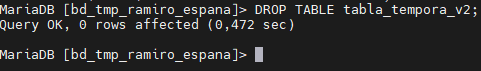 MariaDB [bd_tmp_ramiro_espana]> DROP TABLE tabla_tempora_v2;
Query OK, 0 rows affected (0,472 sec)
MariaDB [bd_tmp_ramiro_espana]>